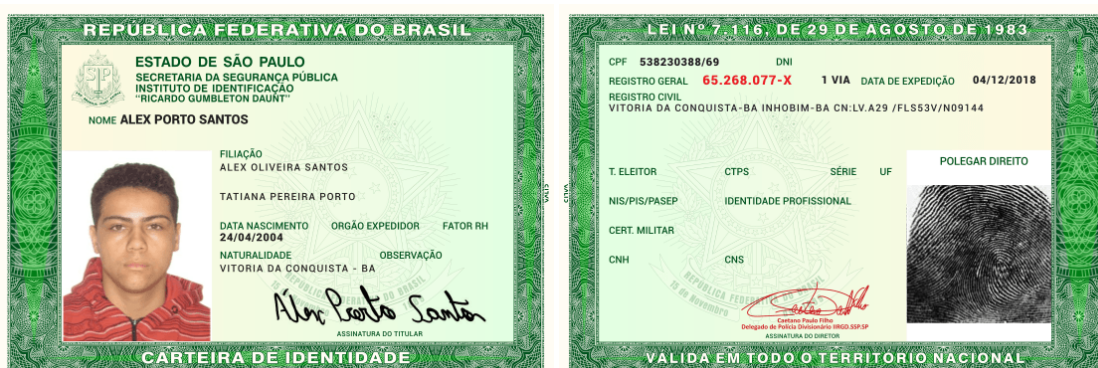 REPÚBLICA FEDERATIVA DO BRASIL
ESTADO DE SÃO PAULO
SECRETARIA DA SEGURANÇA PÚBLICA
INSTITUTO DE IDENTIFICAÇÃO
"RICARDO GUMBLETON DAUNT"
NOME ALEX PORTO SANTOS
FILIAÇÃO
ALEX OLIVEIRA SANTOS
TATIANA PEREIRA PORTO
DATA NASCIMENTO ORGÃO EXPEDIDOR FATOR RH
24/04/2004
NATURALIDADE OBSERVAÇÃO
VITORIA DA CONQUISTA - BA
Álex Porto Santos
ASSINATURA DO TITULAR
CARTEIRA DE IDENTIDADE
LEI Nº 7.116, DE 29 DE AGOSTO DE 1983
CPF 538230388/69 DNI
REGISTRO GERAL 65.268.077-X 1 VIA DATA DE EXPEDIÇÃO 04/12/2018
REGISTRO CIVIL
VITORIA DA CONQUISTA-BA INHOBIM-BA CN:LV.A29 /FLS53V/N09144
POLEGAR DIREITO
T. ELEITOR CTPS SÉRIE UF
NIS/PIS/PASEP IDENTIDADE PROFISSIONAL
CERT. MILITAR
CNH CNS
Caetano Paulo Filho
Delegado de Polícia Divisionário IIRGD.SSP.SP
ASSINATURA DO DIRETOR
VÁLIDA EM TODO O TERRITÓRIO NACIONAL